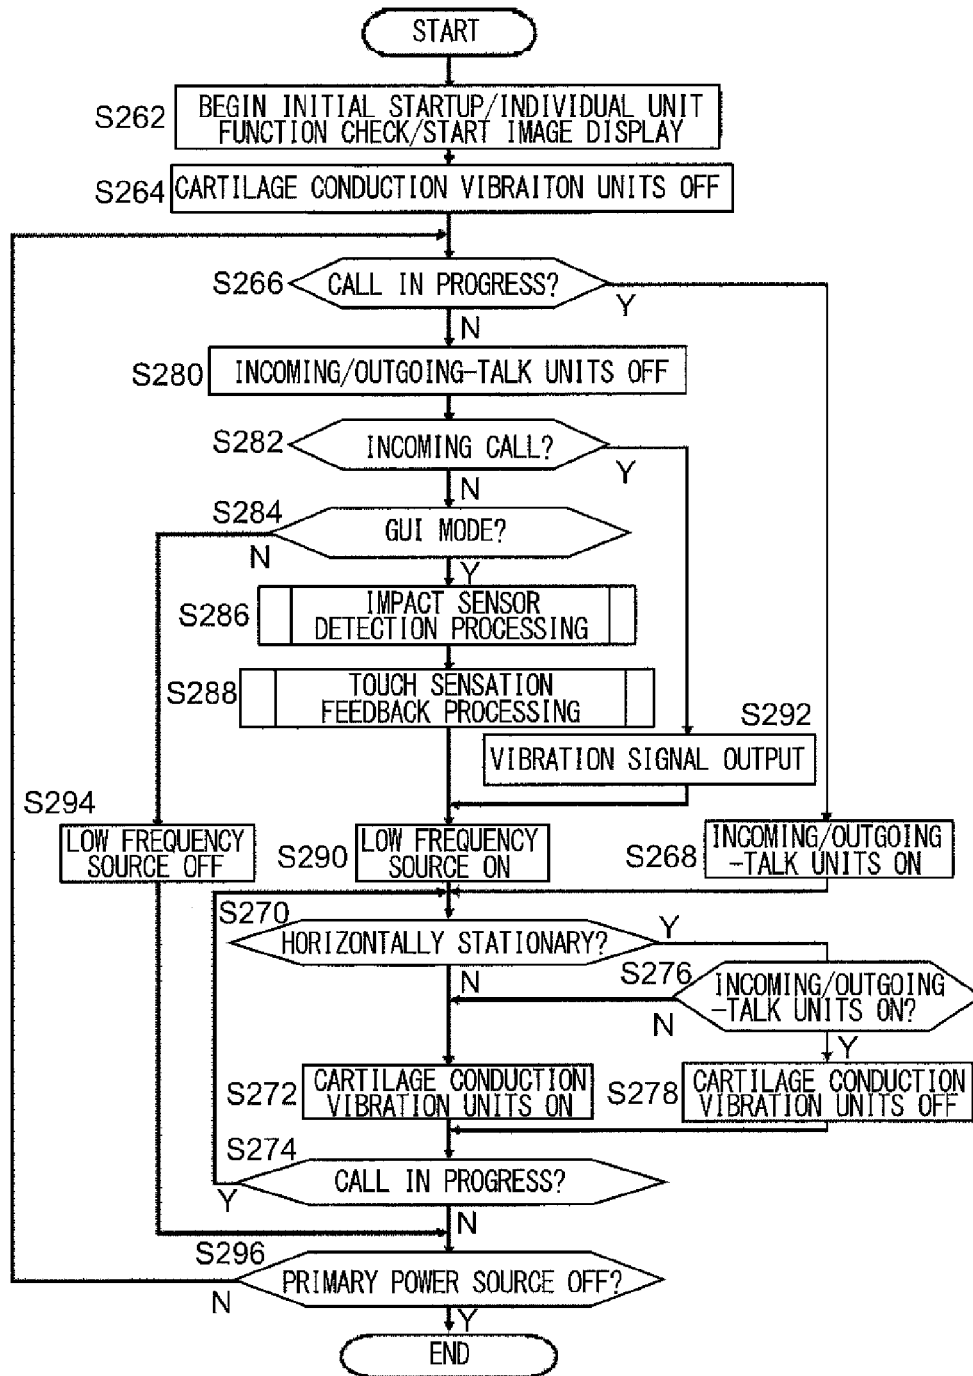 START
S262
BEGIN INITIAL STARTUP/INDIVIDUAL UNIT
FUNCTION CHECK/START IMAGE DISPLAY
S264
CARTILAGE CONDUCTION VIBRAITON UNITS OFF
S266
CALL IN PROGRESS?
Y
N
S280
INCOMING/OUTGOING-TALK UNITS OFF
S282
INCOMING CALL?
Y
N
S284
GUI MODE?
N
Y
S286
IMPACT SENSOR
DETECTION PROCESSING
S288
TOUCH SENSATION
FEEDBACK PROCESSING
S292
VIBRATION SIGNAL OUTPUT
S294
LOW FREQUENCY
SOURCE OFF
S290
LOW FREQUENCY
SOURCE ON
S268
INCOMING/OUTGOING
-TALK UNITS ON
S270
HORIZONTALLY STATIONARY?
Y
N
S276
INCOMING/OUTGOING
-TALK UNITS ON?
N
Y
S272
CARTILAGE CONDUCTION
VIBRATION UNITS ON
S278
CARTILAGE CONDUCTION
VIBRATION UNITS OFF
S274
CALL IN PROGRESS?
Y
N
S296
PRIMARY POWER SOURCE OFF?
N
Y
END